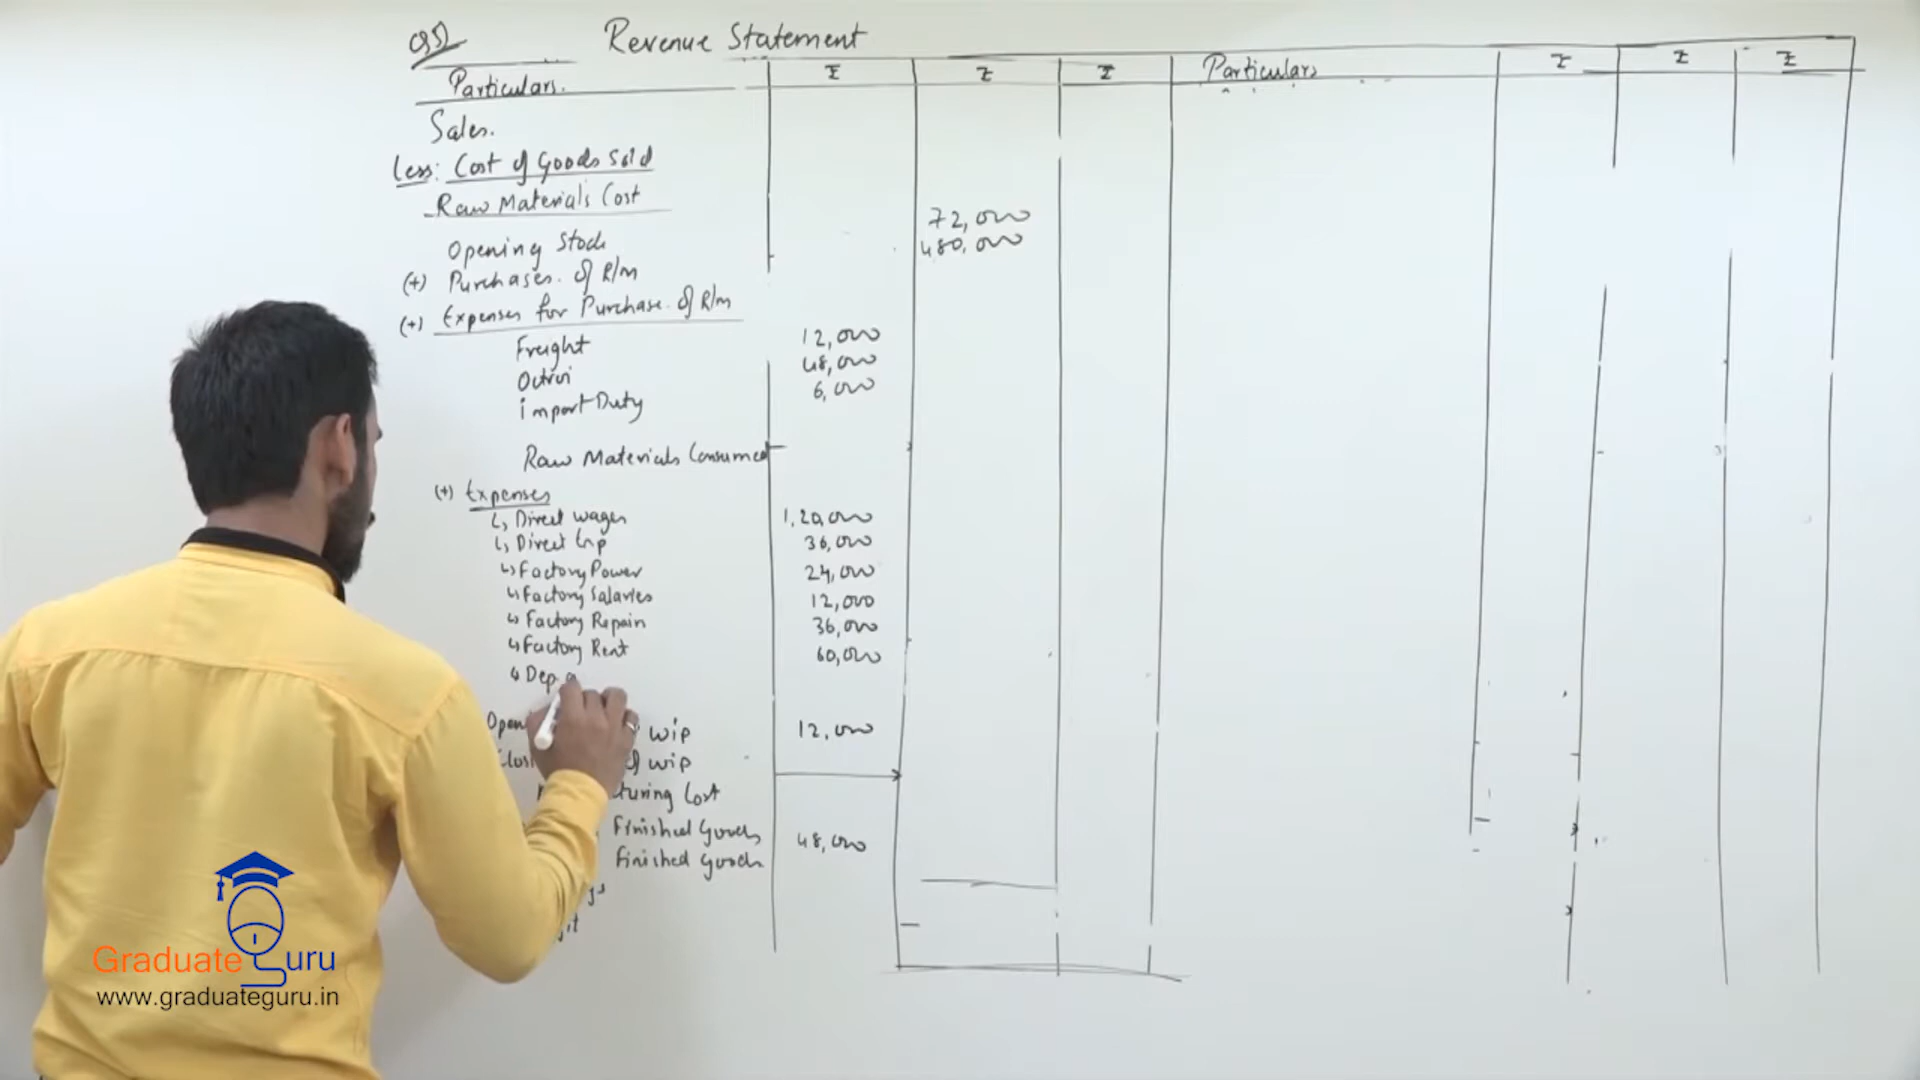 Q5)
Revenue Statement
Particulars. ₹ ₹ ₹ Particulars ₹ ₹ ₹
Sales.
Less: Cost of Goods Sold
Raw Materials Cost
Opening Stock 72,000
(+) Purchases. of R/m 480,000
(+) Expenses for Purchase. of R/m
Freight 12,000
Octroi 48,000
Import Duty 6,000
Raw Materials Consumed
(+) Expenses
↳ Direct wages 1,20,000
↳ Direct Exp 36,000
↳ Factory Power 24,000
↳ Factory Salaries 12,000
↳ Factory Repairs 36,000
↳ Factory Rent 60,000
↳ Dep
wip 12,000
wip
Cost
Finished Goods 48,000
Finished Goods
Graduate Guru
www.graduateguru.in